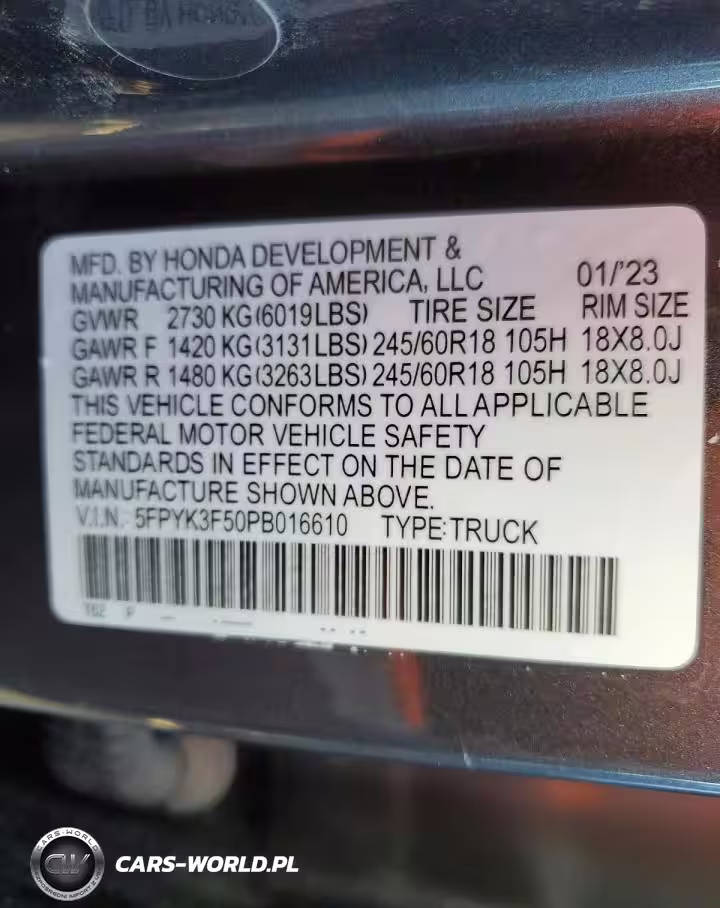 MFD. BY HONDA DEVELOPMENT &
MANUFACTURING OF AMERICA, LLC 01/'23
GVWR 2730 KG(6019LBS) TIRE SIZE RIM SIZE
GAWR F 1420 KG(3131LBS) 245/60R18 105H 18X8.0J
GAWR R 1480 KG(3263LBS) 245/60R18 105H 18X8.0J
THIS VEHICLE CONFORMS TO ALL APPLICABLE
FEDERAL MOTOR VEHICLE SAFETY
STANDARDS IN EFFECT ON THE DATE OF
MANUFACTURE SHOWN ABOVE.
V.I.N. 5FPYK3F50PB016610 TYPE:TRUCK
CARS-WORLD
CW
CARS-WORLD.PL